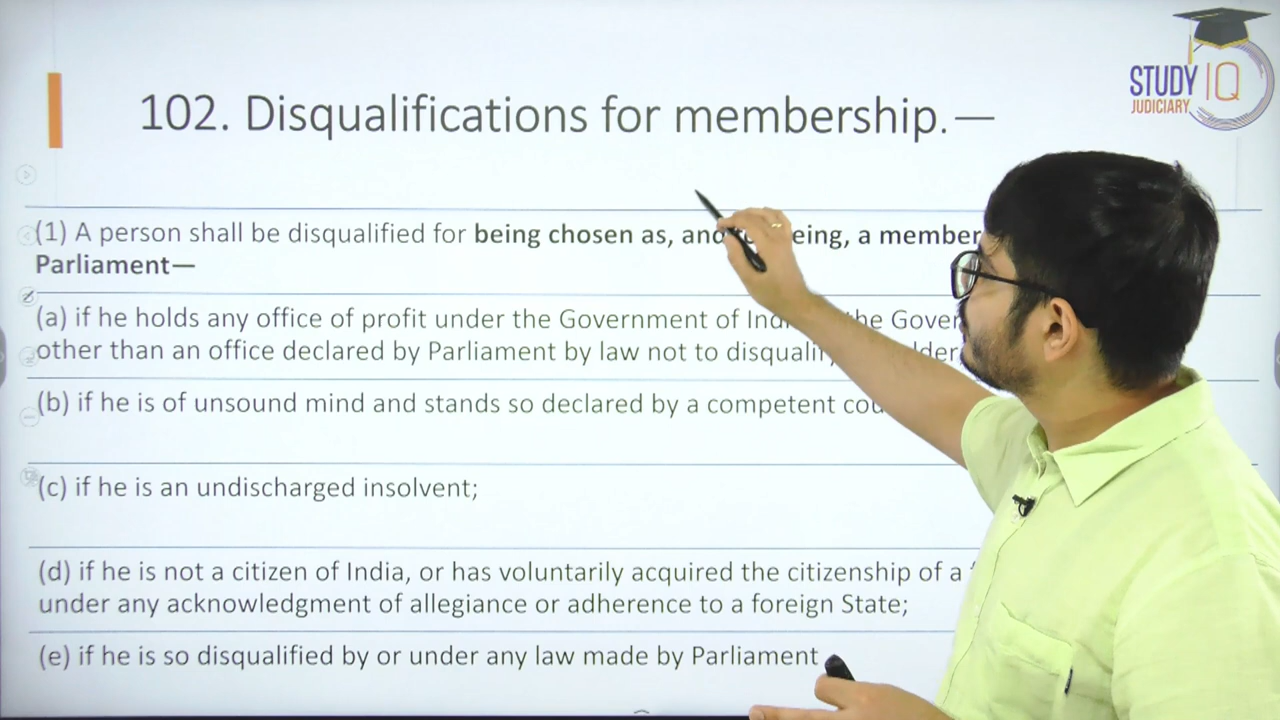 102. Disqualifications for membership.—
STUDY IQ
JUDICIARY
(1) A person shall be disqualified for being chosen as, and eing, a member
Parliament—
(a) if he holds any office of profit under the Government of Ind he Gover
other than an office declared by Parliament by law not to disqualify lder
(b) if he is of unsound mind and stands so declared by a competent cou
(c) if he is an undischarged insolvent;
(d) if he is not a citizen of India, or has voluntarily acquired the citizenship of a
under any acknowledgment of allegiance or adherence to a foreign State;
(e) if he is so disqualified by or under any law made by Parliament